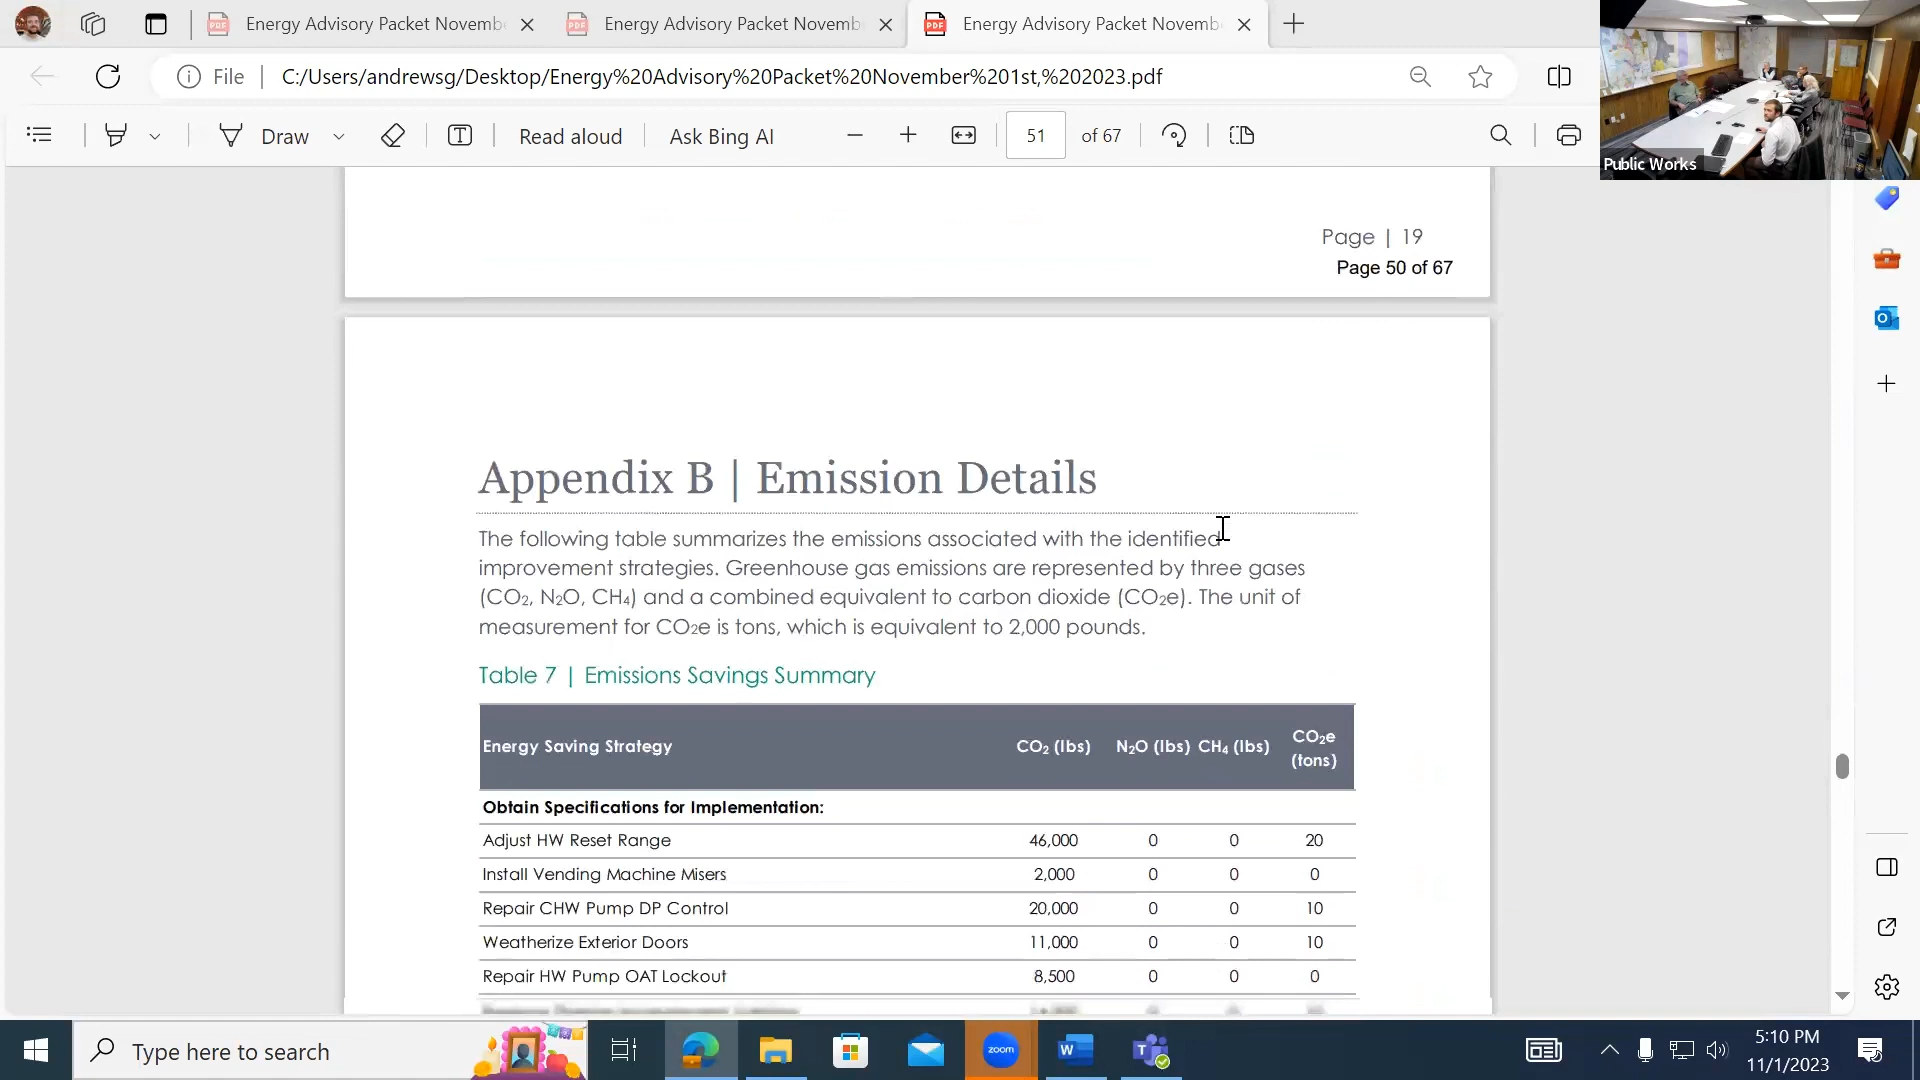 Energy Advisory Packet Novemb
Energy Advisory Packet Novemb
Energy Advisory Packet Novemb
File
C:/Users/andrewsg/Desktop/Energy%20Advisory%20Packet%20November%201st,%202023.pdf
Draw
Read aloud
Ask Bing AI
51
of 67
Public Works
Page | 19
Page 50 of 67
Appendix B | Emission Details
The following table summarizes the emissions associated with the identified
improvement strategies. Greenhouse gas emissions are represented by three gases
(CO₂, N₂O, CH₄) and a combined equivalent to carbon dioxide (CO₂e). The unit of
measurement for CO₂e is tons, which is equivalent to 2,000 pounds.
Table 7 | Emissions Savings Summary
Energy Saving Strategy CO₂ (lbs) N₂O (lbs) CH₄ (lbs) CO₂e (tons)
Obtain Specifications for Implementation:
Adjust HW Reset Range 46,000 0 0 20
Install Vending Machine Misers 2,000 0 0 0
Repair CHW Pump DP Control 20,000 0 0 10
Weatherize Exterior Doors 11,000 0 0 10
Repair HW Pump OAT Lockout 8,500 0 0 0
Type here to search
zoom
5:10 PM
11/1/2023